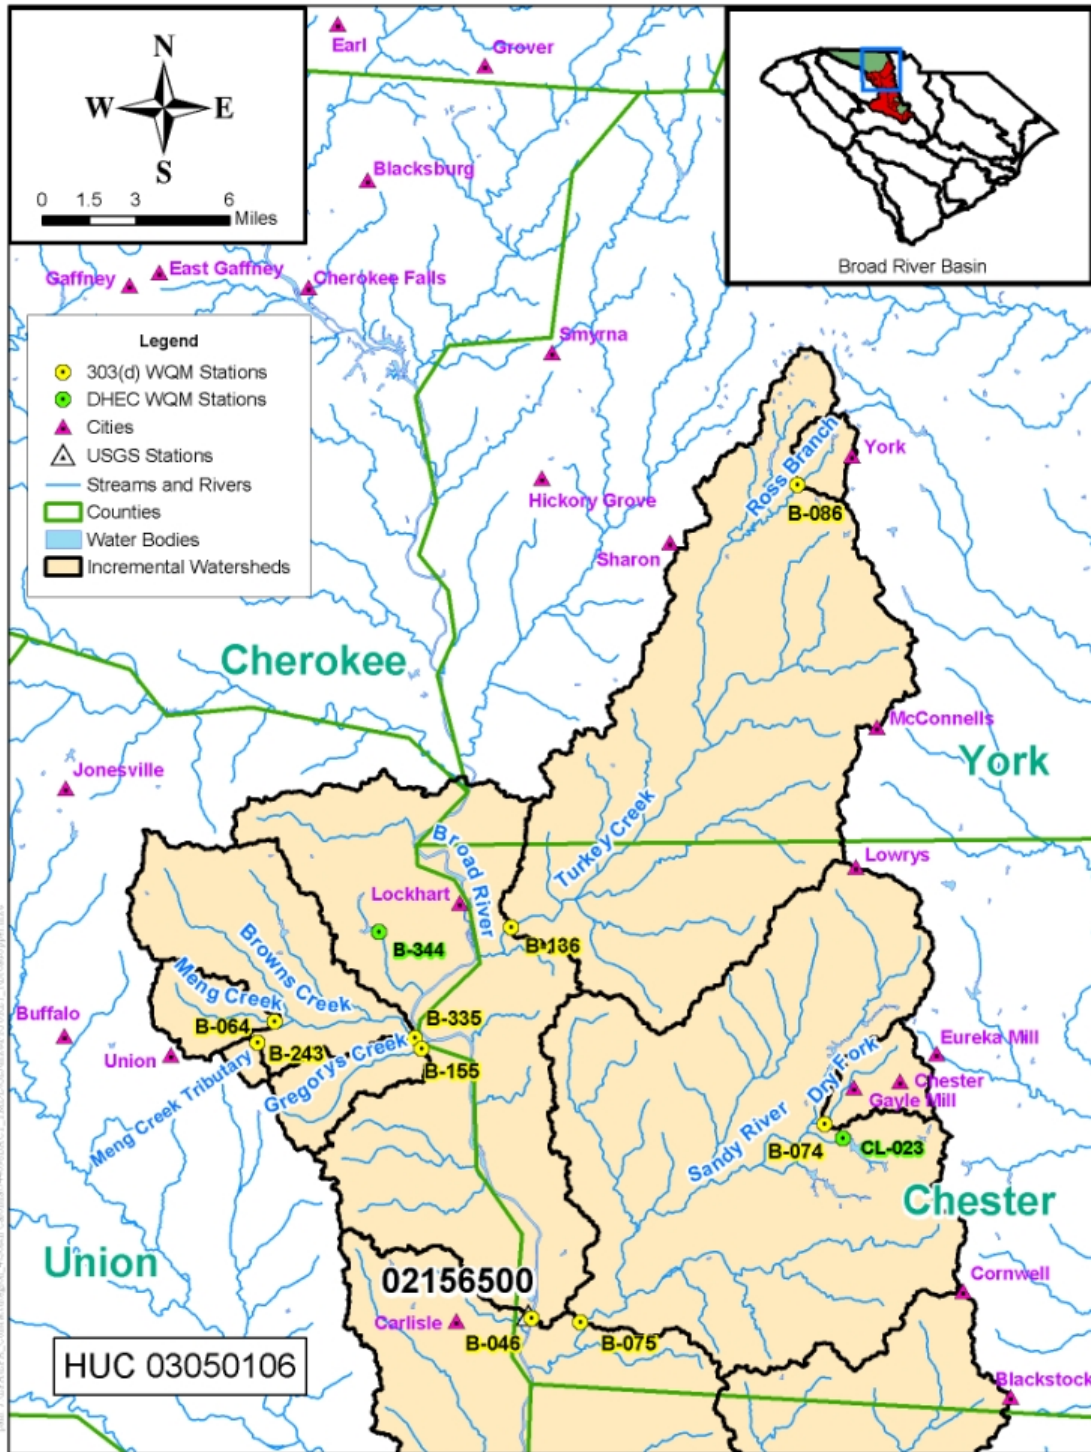 N
W E
S
0 1.5 3 6
Miles
Earl
Grover
Blacksburg
Broad River Basin
Gaffney
East Gaffney
Cherokee Falls
Smyrna
Legend
303(d) WQM Stations
DHEC WQM Stations
Cities
USGS Stations
Streams and Rivers
Counties
Water Bodies
Incremental Watersheds
York
Ross Branch
B-086
Hickory Grove
Sharon
Cherokee
McConnells
York
Jonesville
Turkey Creek
Broad River
Lowrys
Lockhart
B-344
B-136
Browns Creek
Meng Creek
Buffalo
B-064
B-335
Union
B-243
Gregorys Creek
B-155
Meng Creek Tributary
Eureka Mill
Dry Fork
Chester
Gayle Mill
Sandy River
B-074
CL-023
Chester
Union
02156500
Cornwell
Carlisle
B-046
B-075
HUC 03050106
Blackstock